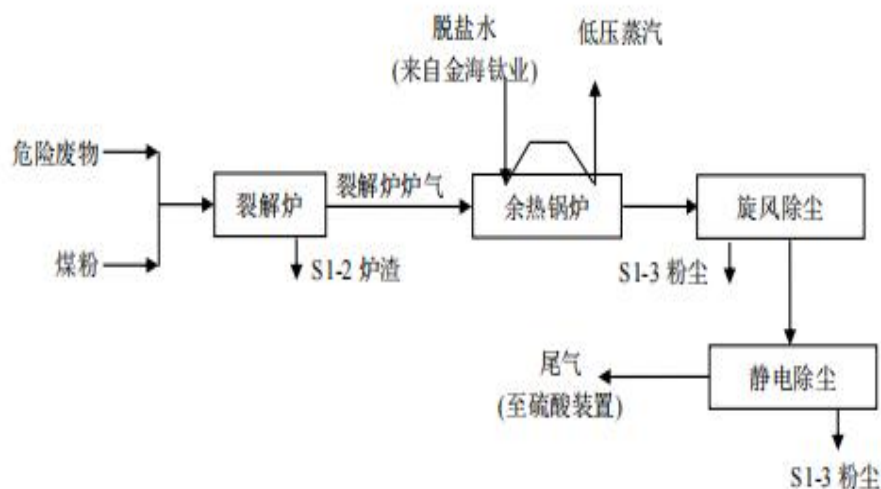 脱盐水
(来自金海钛业)
低压蒸汽
危险废物
煤粉
裂解炉
裂解炉炉气
余热锅炉
旋风除尘
S1-2 炉渣
S1-3 粉尘
静电除尘
尾气
(至硫酸装置)
S1-3 粉尘